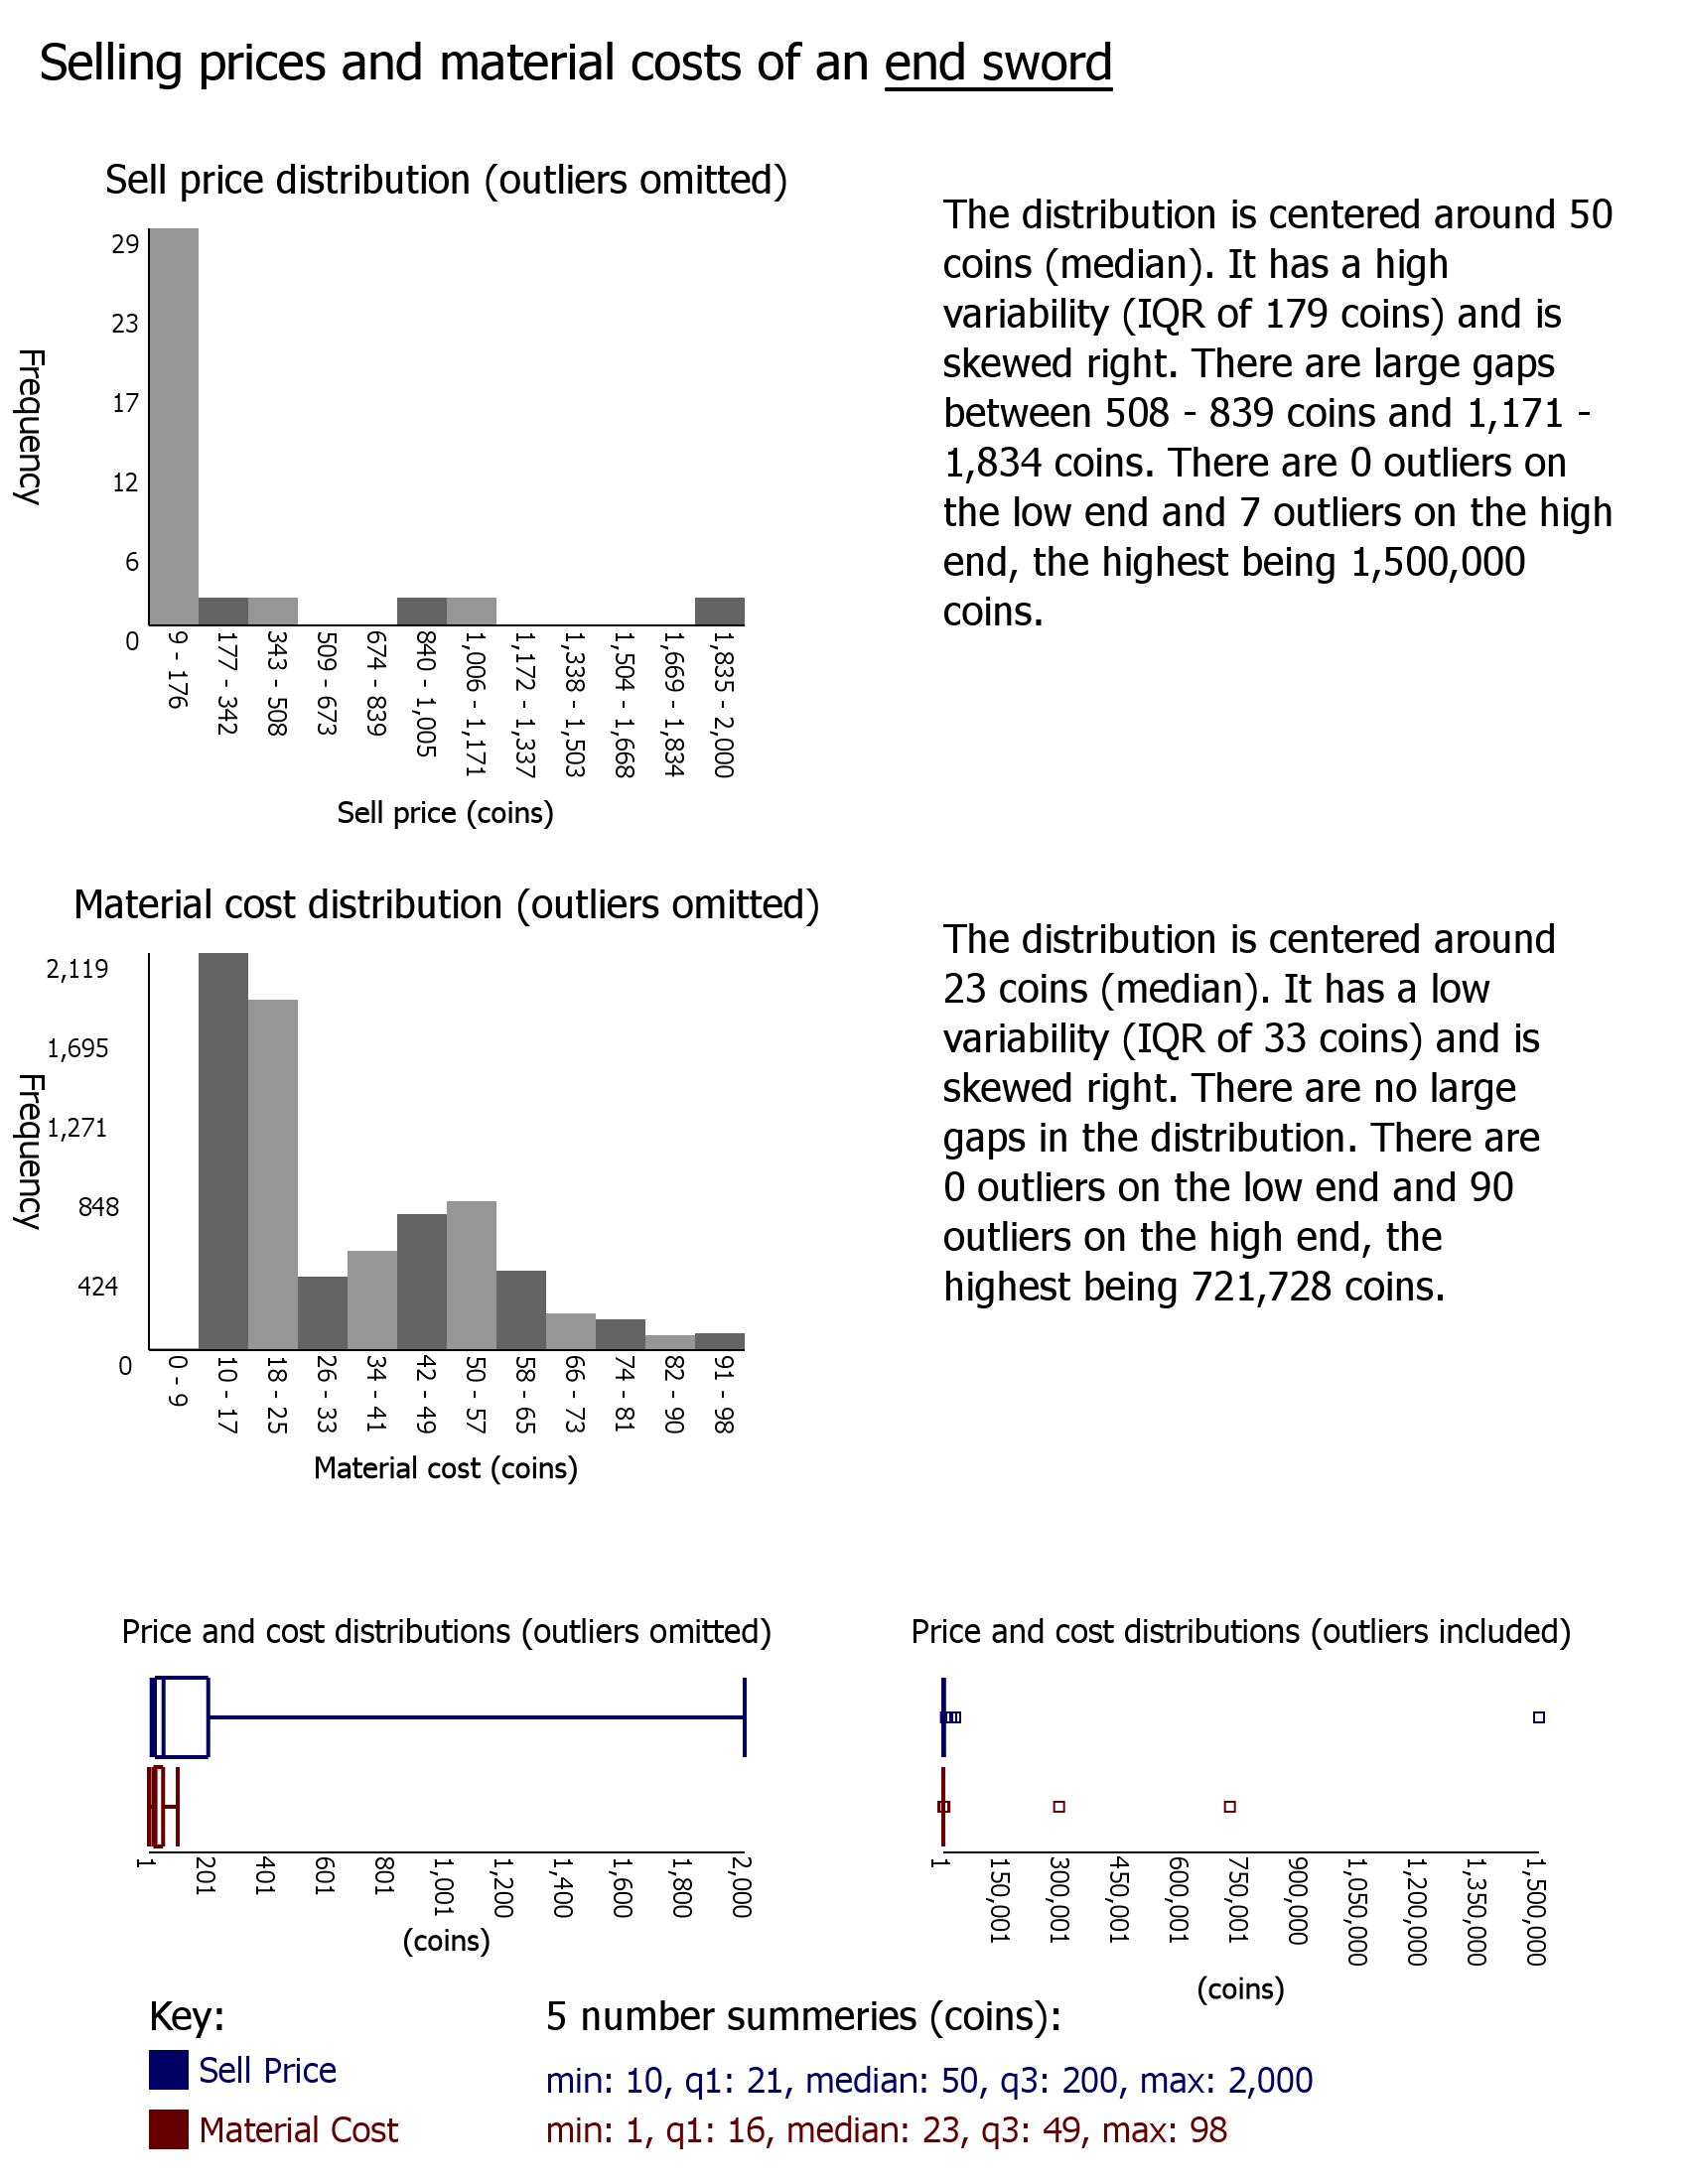 Selling prices and material costs of an end sword
Sell price distribution (outliers omitted)
29
23
17
12
6
0
Frequency
9 - 176
177 - 342
343 - 508
509 - 673
674 - 839
840 - 1,005
1,006 - 1,171
1,172 - 1,337
1,338 - 1,503
1,504 - 1,668
1,669 - 1,834
1,835 - 2,000
Sell price (coins)
The distribution is centered around 50
coins (median). It has a high
variability (IQR of 179 coins) and is
skewed right. There are large gaps
between 508 - 839 coins and 1,171 -
1,834 coins. There are 0 outliers on
the low end and 7 outliers on the high
end, the highest being 1,500,000
coins.
Material cost distribution (outliers omitted)
2,119
1,695
1,271
848
424
0
Frequency
0 - 9
10 - 17
18 - 25
26 - 33
34 - 41
42 - 49
50 - 57
58 - 65
66 - 73
74 - 81
82 - 90
91 - 98
Material cost (coins)
The distribution is centered around
23 coins (median). It has a low
variability (IQR of 33 coins) and is
skewed right. There are no large
gaps in the distribution. There are
0 outliers on the low end and 90
outliers on the high end, the
highest being 721,728 coins.
Price and cost distributions (outliers omitted)
1
201
401
601
801
1,001
1,200
1,400
1,600
1,800
2,000
(coins)
Price and cost distributions (outliers included)
1
150,001
300,001
450,001
600,001
750,001
900,000
1,050,000
1,200,000
1,350,000
1,500,000
(coins)
Key:
Sell Price
Material Cost
5 number summeries (coins):
min: 10, q1: 21, median: 50, q3: 200, max: 2,000
min: 1, q1: 16, median: 23, q3: 49, max: 98